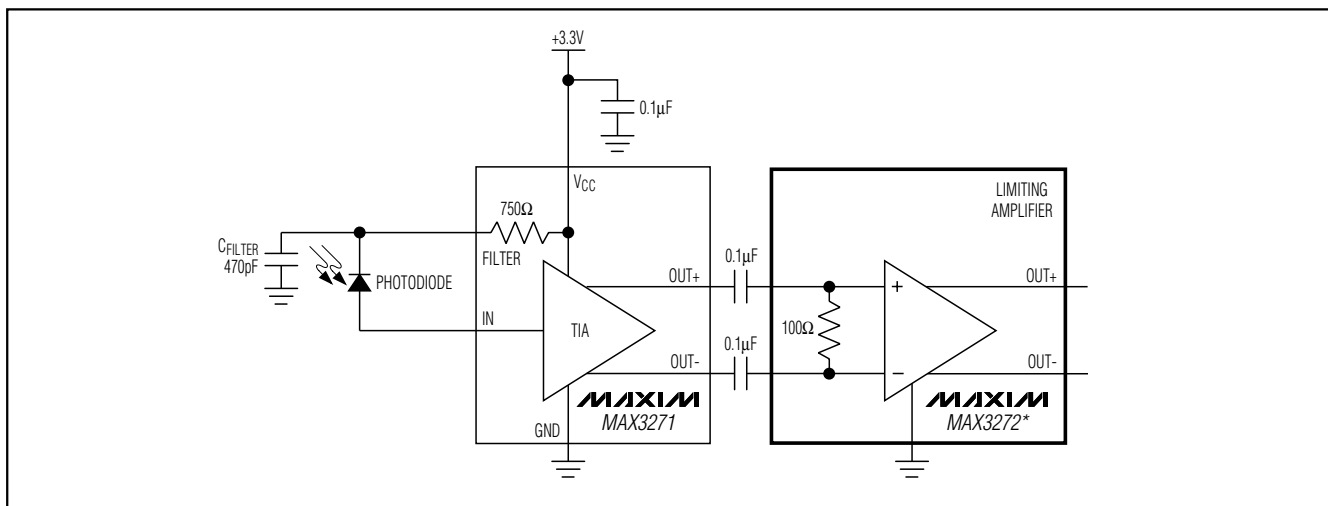 +3.3V
0.1µF
VCC
LIMITING
AMPLIFIER
750Ω
CFILTER
470pF
FILTER
PHOTODIODE
0.1µF
OUT+
OUT+
+
IN
TIA
100Ω
0.1µF
OUT-
OUT-
−
MAXIM
MAX3271
MAXIM
MAX3272*
GND